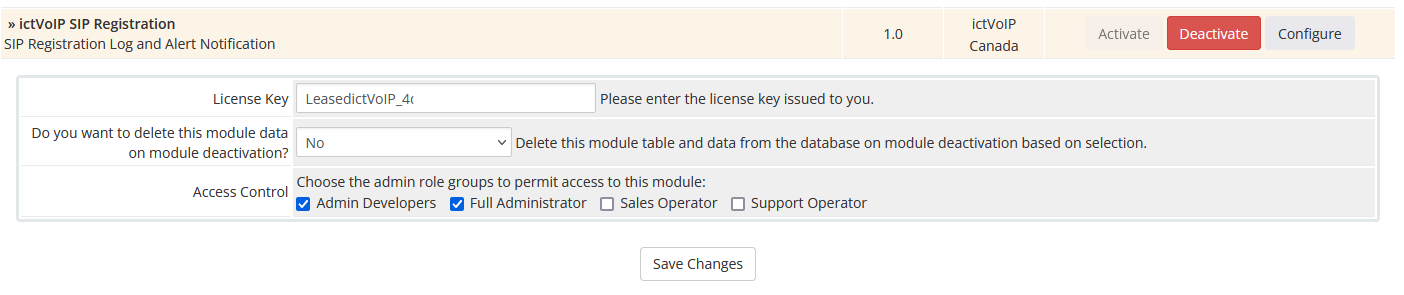 » ictVoIP SIP Registration
SIP Registration Log and Alert Notification
1.0
ictVoIP
Canada
Activate
Deactivate
Configure
License Key
LeasedictVoIP_4
Please enter the license key issued to you.
Do you want to delete this module data
on module deactivation?
No
Delete this module table and data from the database on module deactivation based on selection.
Access Control
Choose the admin role groups to permit access to this module:
Admin Developers Full Administrator Sales Operator Support Operator
Save Changes